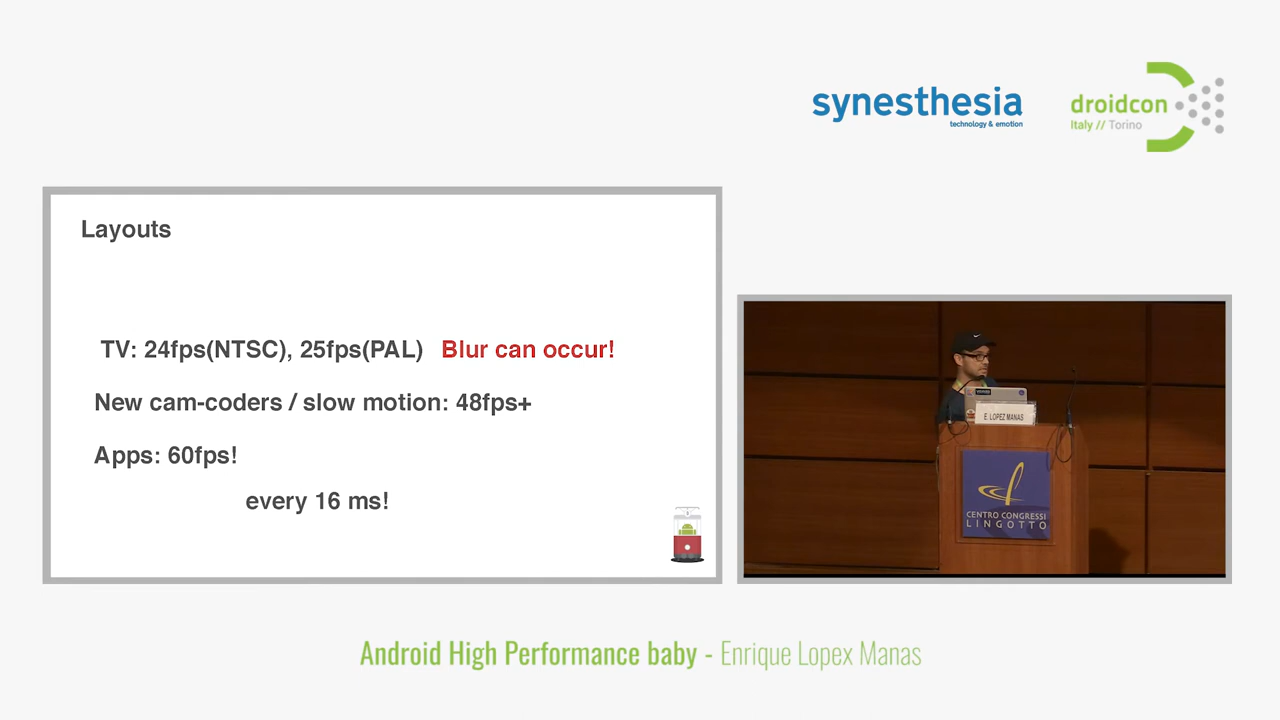 synesthesia
technology & emotion
droidcon
Italy // Torino
Layouts
TV: 24fps(NTSC), 25fps(PAL) Blur can occur!
New cam-coders / slow motion: 48fps+
Apps: 60fps!
every 16 ms!
E. LOPEZ MANAS
CENTRO CONGRESSI
LINGOTTO
Android High Performance baby - Enrique Lopex Manas